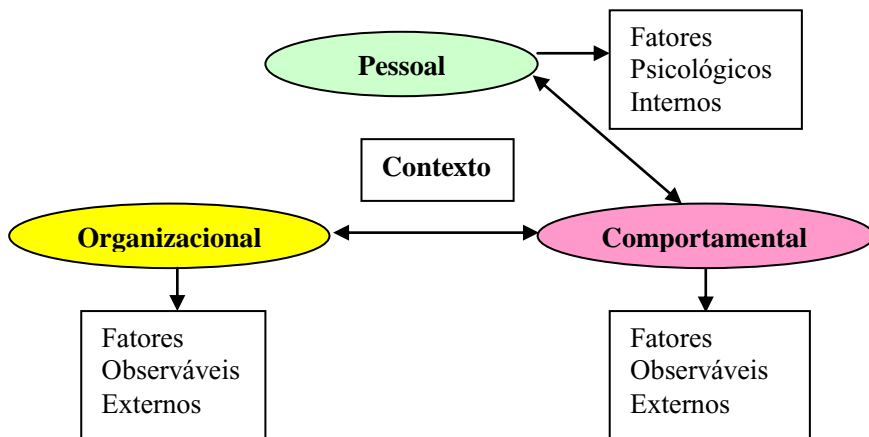 Pessoal
Fatores
Psicológicos
Internos
Contexto
Organizacional
Comportamental
Fatores
Observáveis
Externos
Fatores
Observáveis
Externos